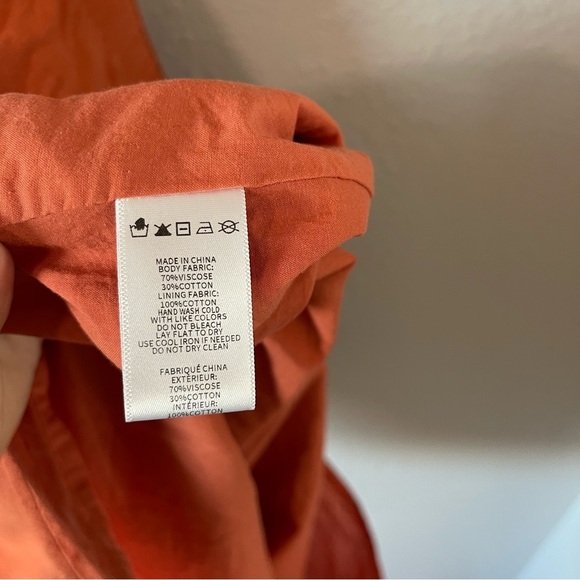 MADE IN CHINA
BODY FABRIC:
70%VISCOSE
30%COTTON
LINING FABRIC:
100%COTTON
HAND WASH COLD
WITH LIKE COLORS
DO NOT BLEACH
LAY FLAT TO DRY
USE COOL IRON IF NEEDED
DO NOT DRY CLEAN
FABRIQUÉ CHINA
EXTÉRIEUR:
70%VISCOSE
30%COTTON
INTÉRIEUR:
100%COTTON